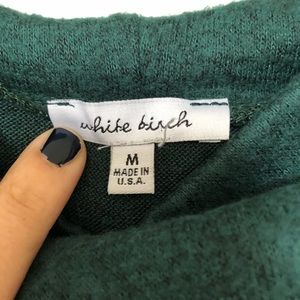 white birch
M
MADE IN
U.S.A.